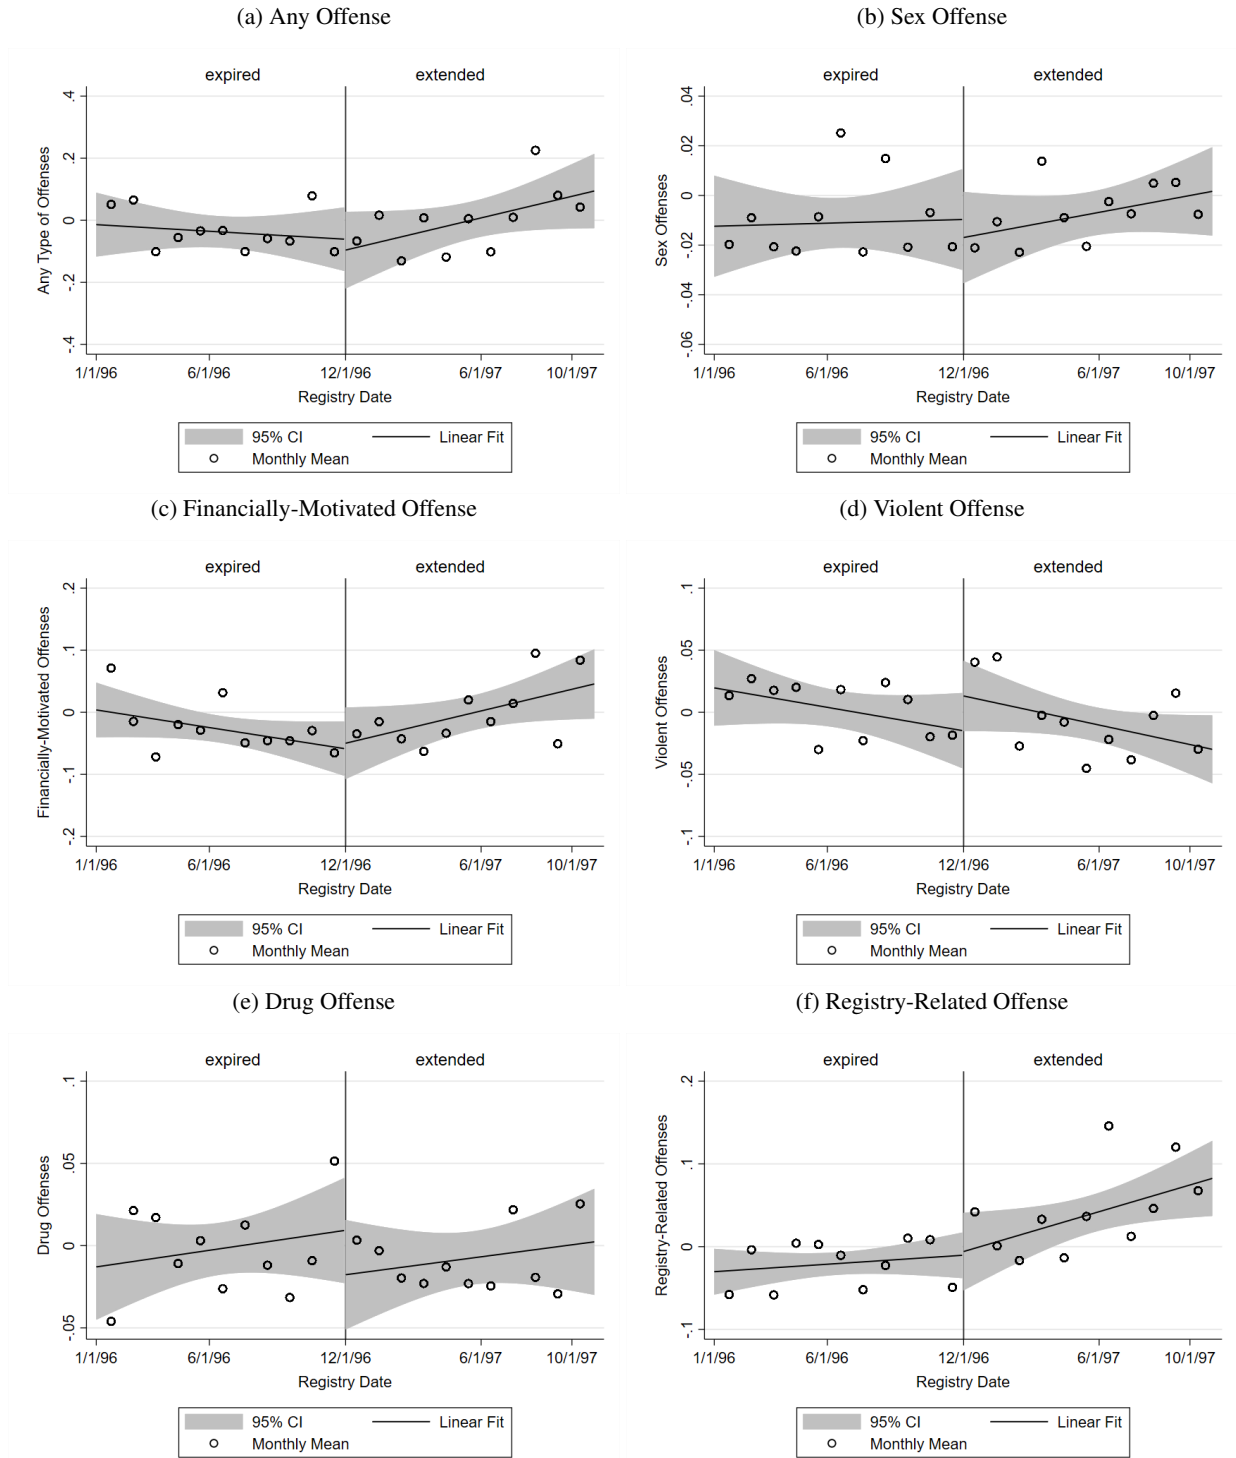 (a) Any Offense
expired extended
.4
.2
0
-.2
-.4
Any Type of Offenses
1/1/96 6/1/96 12/1/96 6/1/97 10/1/97
Registry Date
95% CI Linear Fit
Monthly Mean
(b) Sex Offense
expired extended
.04
.02
0
-.02
-.04
-.06
Sex Offenses
1/1/96 6/1/96 12/1/96 6/1/97 10/1/97
Registry Date
95% CI Linear Fit
Monthly Mean
(c) Financially-Motivated Offense
expired extended
.2
.1
0
-.1
-.2
Financially-Motivated Offenses
1/1/96 6/1/96 12/1/96 6/1/97 10/1/97
Registry Date
95% CI Linear Fit
Monthly Mean
(d) Violent Offense
expired extended
.1
.05
0
-.05
-.1
Violent Offenses
1/1/96 6/1/96 12/1/96 6/1/97 10/1/97
Registry Date
95% CI Linear Fit
Monthly Mean
(e) Drug Offense
expired extended
.1
.05
0
-.05
Drug Offenses
1/1/96 6/1/96 12/1/96 6/1/97 10/1/97
Registry Date
95% CI Linear Fit
Monthly Mean
(f) Registry-Related Offense
expired extended
.2
.1
0
-.1
Registry-Related Offenses
1/1/96 6/1/96 12/1/96 6/1/97 10/1/97
Registry Date
95% CI Linear Fit
Monthly Mean